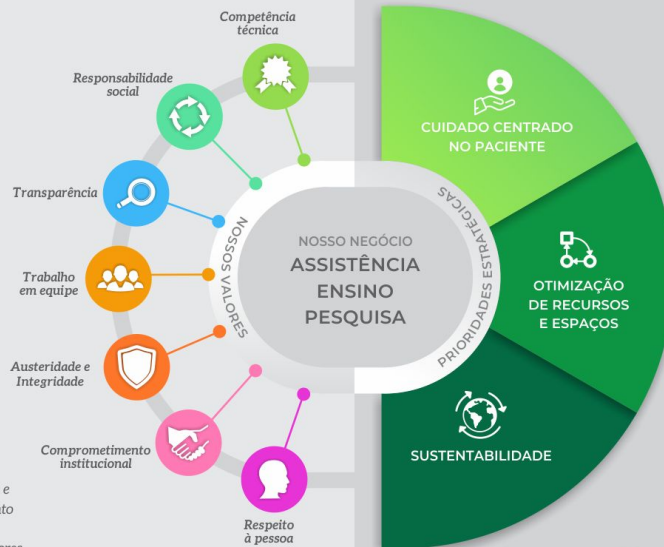 Competência
técnica
Responsabilidade
social
Transparência
Trabalho
em equipe
Austeridade e
Integridade
Comprometimento
institucional
Respeito
à pessoa
NOSSOS VALORES
NOSSO NEGÓCIO
ASSISTÊNCIA
ENSINO
PESQUISA
PRIORIDADES ESTRATÉGICAS
CUIDADO CENTRADO
NO PACIENTE
OTIMIZAÇÃO
DE RECURSOS
E ESPAÇOS
SUSTENTABILIDADE
e